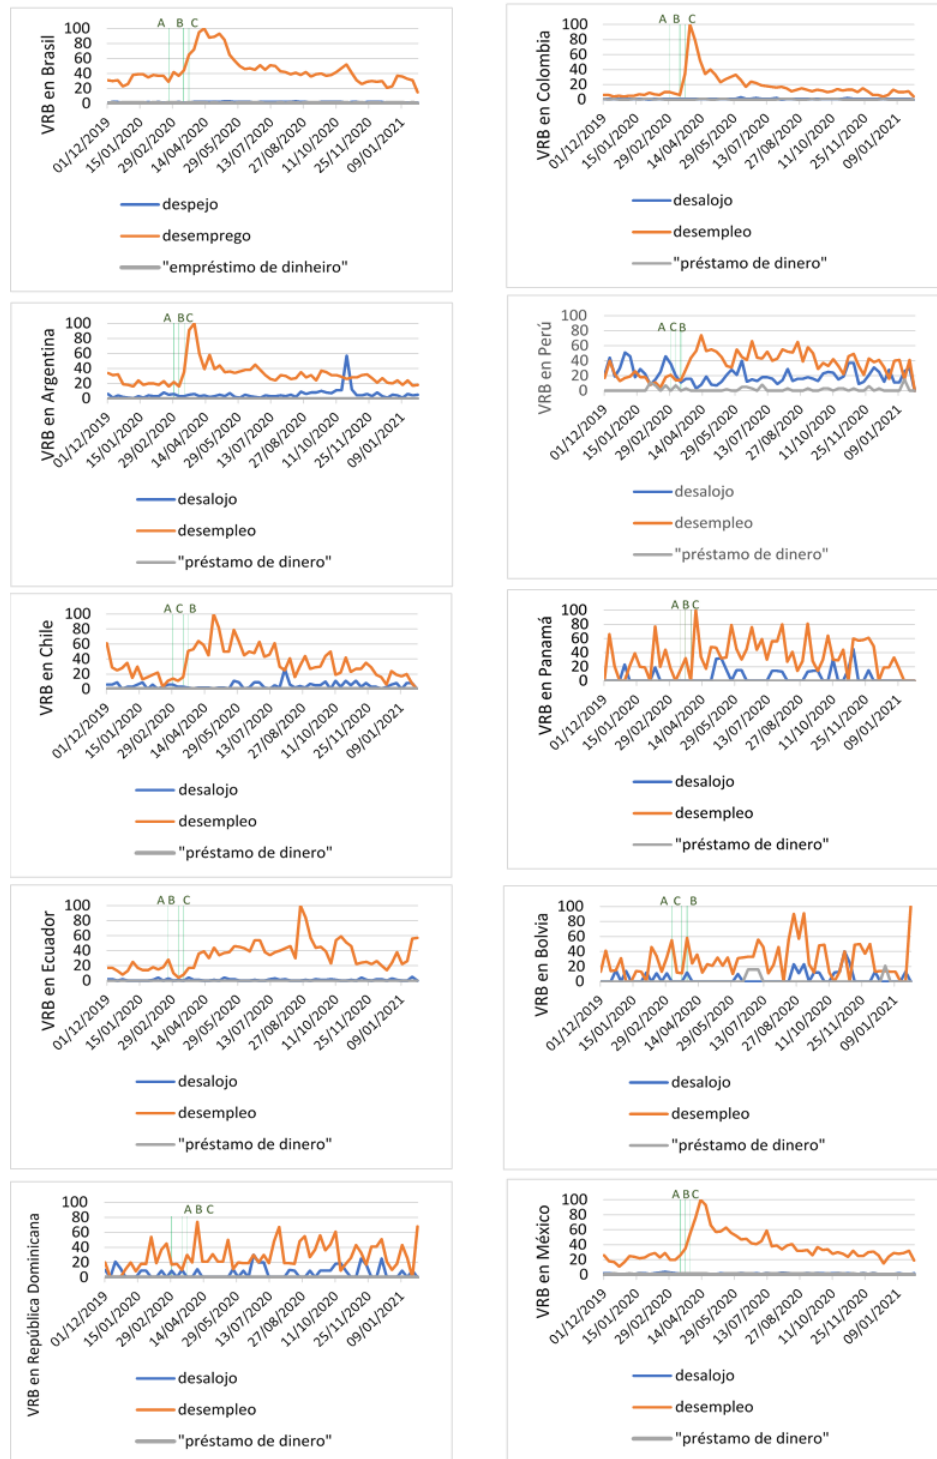 VRB en Brasil
100
80
60
40
20
0
A B C
01/12/2019 15/01/2020 29/02/2020 14/04/2020 29/05/2020 13/07/2020 27/08/2020 11/10/2020 25/11/2020 09/01/2021
despejo
desemprego
"empréstimo de dinheiro"
VRB en Colombia
100
80
60
40
20
0
A B C
01/12/2019 15/01/2020 29/02/2020 14/04/2020 29/05/2020 13/07/2020 27/08/2020 11/10/2020 25/11/2020 09/01/2021
desalojo
desempleo
"préstamo de dinero"
VRB en Argentina
100
80
60
40
20
0
A B C
01/12/2019 15/01/2020 29/02/2020 14/04/2020 29/05/2020 13/07/2020 27/08/2020 11/10/2020 25/11/2020 09/01/2021
desalojo
desempleo
"préstamo de dinero"
VRB en Perú
100
80
60
40
20
0
A C B
01/12/2019 15/01/2020 29/02/2020 14/04/2020 29/05/2020 13/07/2020 27/08/2020 11/10/2020 25/11/2020 09/01/2021
desalojo
desempleo
"préstamo de dinero"
VRB en Chile
100
80
60
40
20
0
A C B
01/12/2019 15/01/2020 29/02/2020 14/04/2020 29/05/2020 13/07/2020 27/08/2020 11/10/2020 25/11/2020 09/01/2021
desalojo
desempleo
"préstamo de dinero"
VRB en Panamá
100
80
60
40
20
0
A B C
01/12/2019 15/01/2020 29/02/2020 14/04/2020 29/05/2020 13/07/2020 27/08/2020 11/10/2020 25/11/2020 09/01/2021
desalojo
desempleo
"préstamo de dinero"
VRB en Ecuador
100
80
60
40
20
0
A B C
01/12/2019 15/01/2020 29/02/2020 14/04/2020 29/05/2020 13/07/2020 27/08/2020 11/10/2020 25/11/2020 09/01/2021
desalojo
desempleo
"préstamo de dinero"
VRB en Bolvia
100
80
60
40
20
0
A C B
01/12/2019 15/01/2020 29/02/2020 14/04/2020 29/05/2020 13/07/2020 27/08/2020 11/10/2020 25/11/2020 09/01/2021
desalojo
desempleo
"préstamo de dinero"
VRB en República Dominicana
100
80
60
40
20
0
A B C
01/12/2019 15/01/2020 29/02/2020 14/04/2020 29/05/2020 13/07/2020 27/08/2020 11/10/2020 25/11/2020 09/01/2021
desalojo
desempleo
"préstamo de dinero"
VRB en México
100
80
60
40
20
0
A B C
01/12/2019 15/01/2020 29/02/2020 14/04/2020 29/05/2020 13/07/2020 27/08/2020 11/10/2020 25/11/2020 09/01/2021
desalojo
desempleo
"préstamo de dinero"